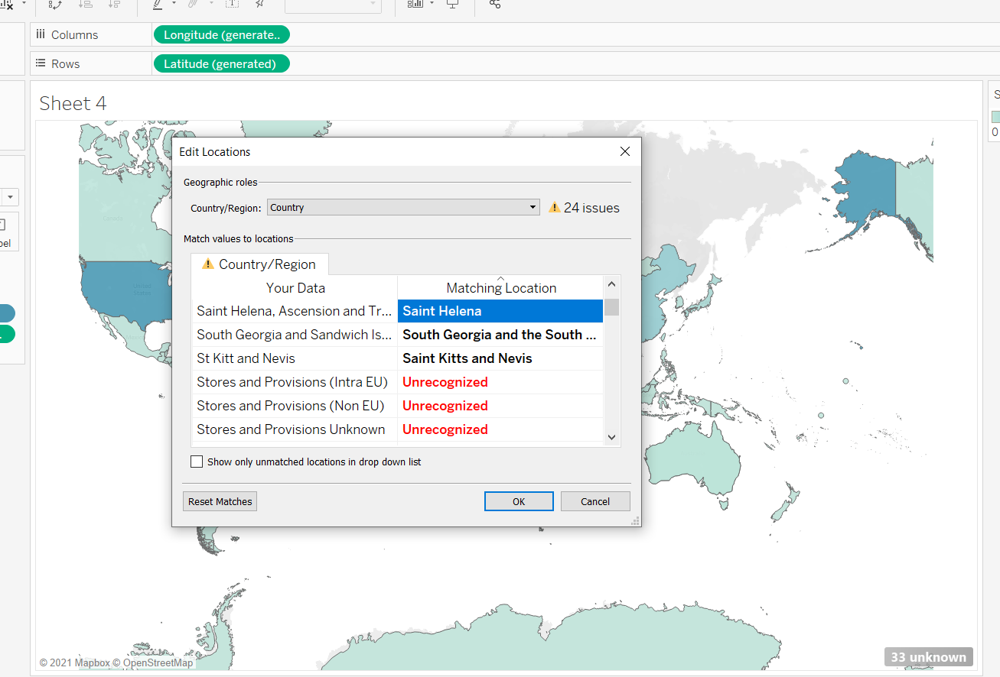 Columns
Longitude (generate..
Rows
Latitude (generated)
Sheet 4
S
0
Edit Locations
Geographic roles
Country/Region:
Country
24 issues
Match values to locations
Country/Region
Your Data
Matching Location
Saint Helena, Ascension and Tr...
Saint Helena
South Georgia and Sandwich Is...
South Georgia and the South ...
St Kitt and Nevis
Saint Kitts and Nevis
Stores and Provisions (Intra EU)
Unrecognized
Stores and Provisions (Non EU)
Unrecognized
Stores and Provisions Unknown
Unrecognized
Show only unmatched locations in drop down list
Reset Matches
OK
Cancel
Canada
United
States
bel
© 2021 Mapbox © OpenStreetMap
33 unknown